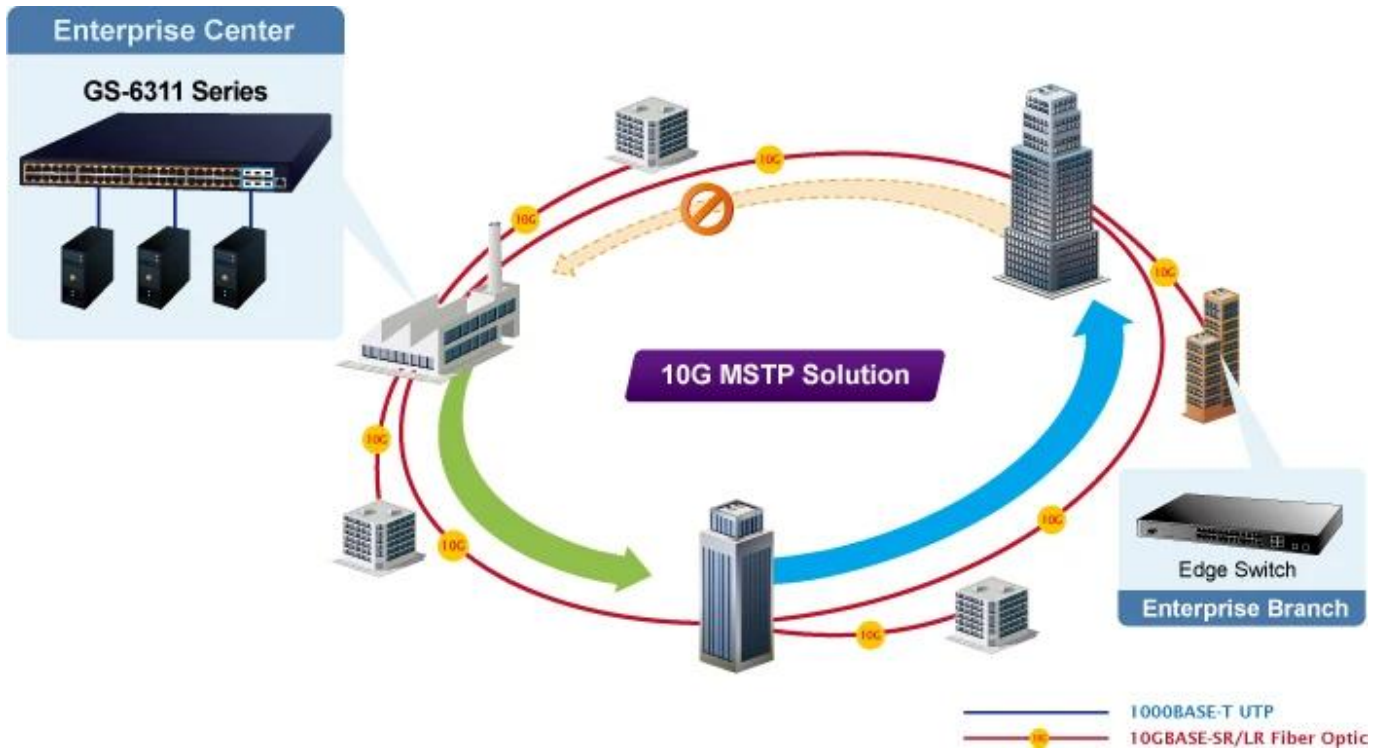 Enterprise Center
GS-6311 Series
10G
10G
10G
10G MSTP Solution
10G
10G
10G
10G
Edge Switch
Enterprise Branch
1000BASE-T UTP
10G
10GBASE-SR/LR Fiber Optic